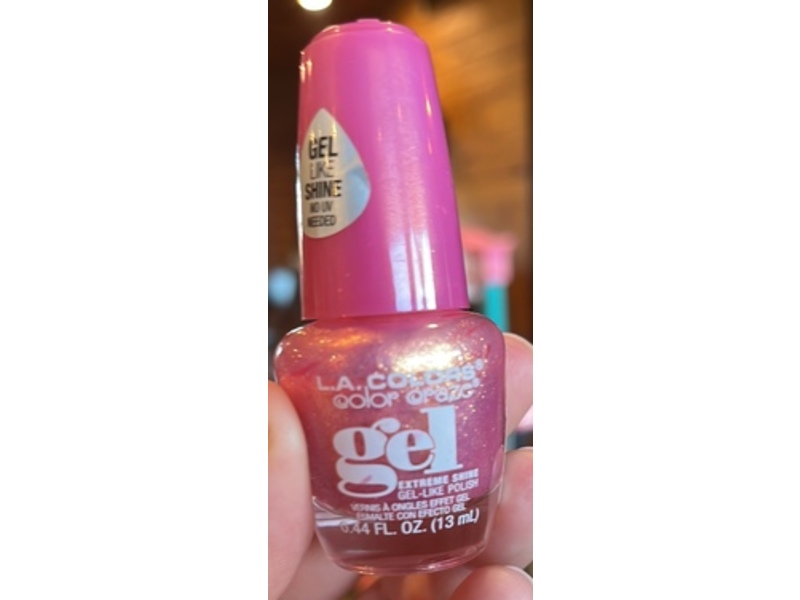 GEL
LIKE
SHINE
NO UV
NEEDED
L.A. COLORS®
color craze®
gel
EXTREME SHINE
GEL-LIKE POLISH
VERNIS À ONGLES EFFET GEL
ESMALTE CON EFECTO GEL
0.44 FL. OZ. (13 mL)